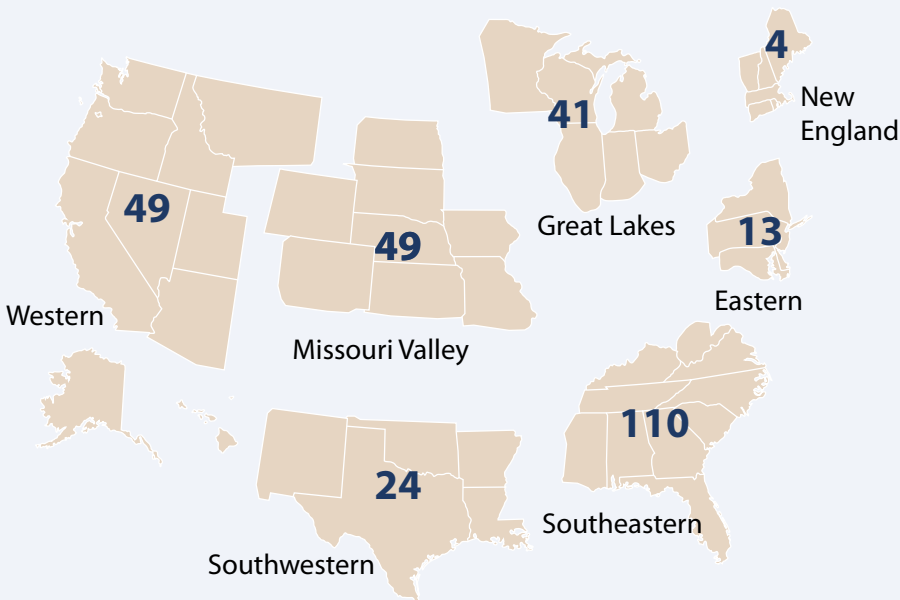 4
New
England
41
Great Lakes
49
Western
49
Missouri Valley
13
Eastern
110
Southeastern
24
Southwestern